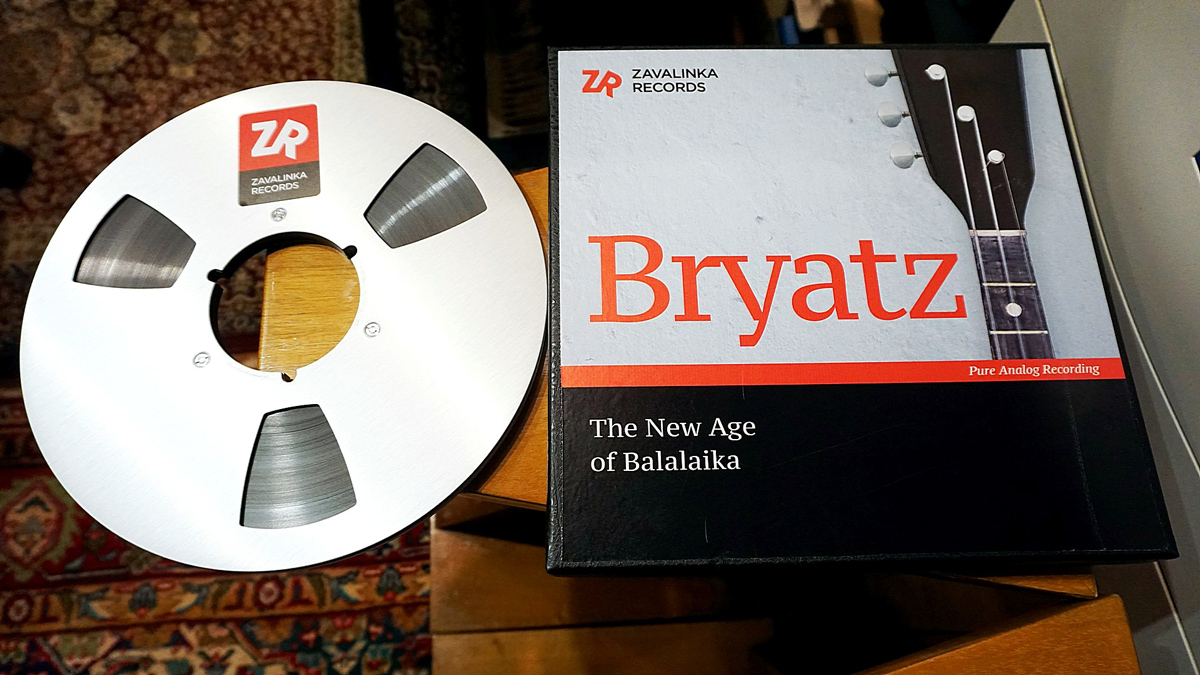 ZR
ZAVALINKA
RECORDS
ZR
ZAVALINKA
RECORDS
Bryatz
Pure Analog Recording
The New Age
of Balalaika